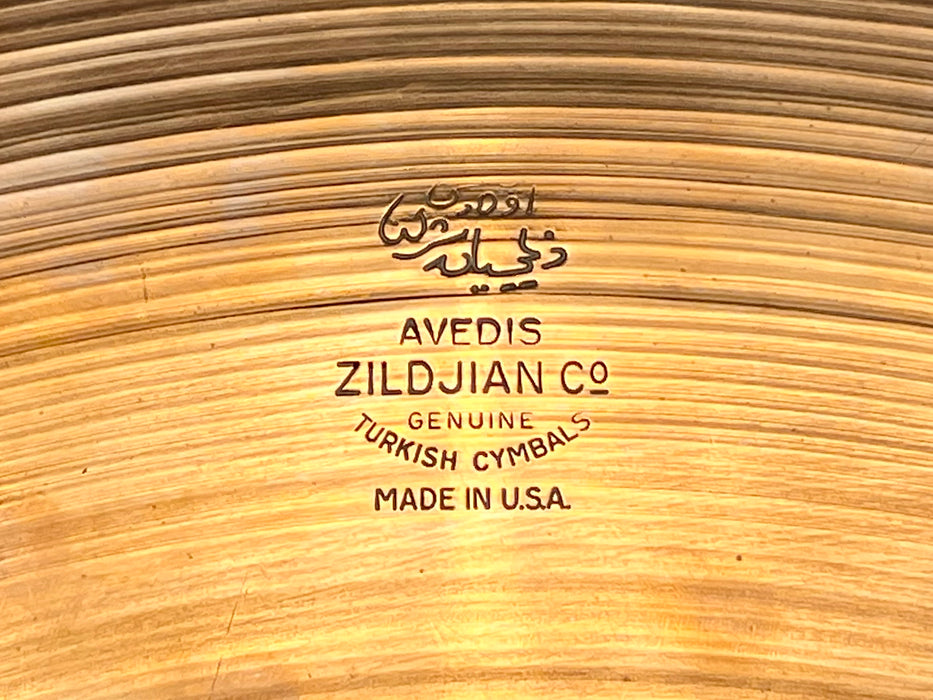 AVEDIS
ZILDJIAN Cº
GENUINE
TURKISH CYMBALS
MADE IN U.S.A.